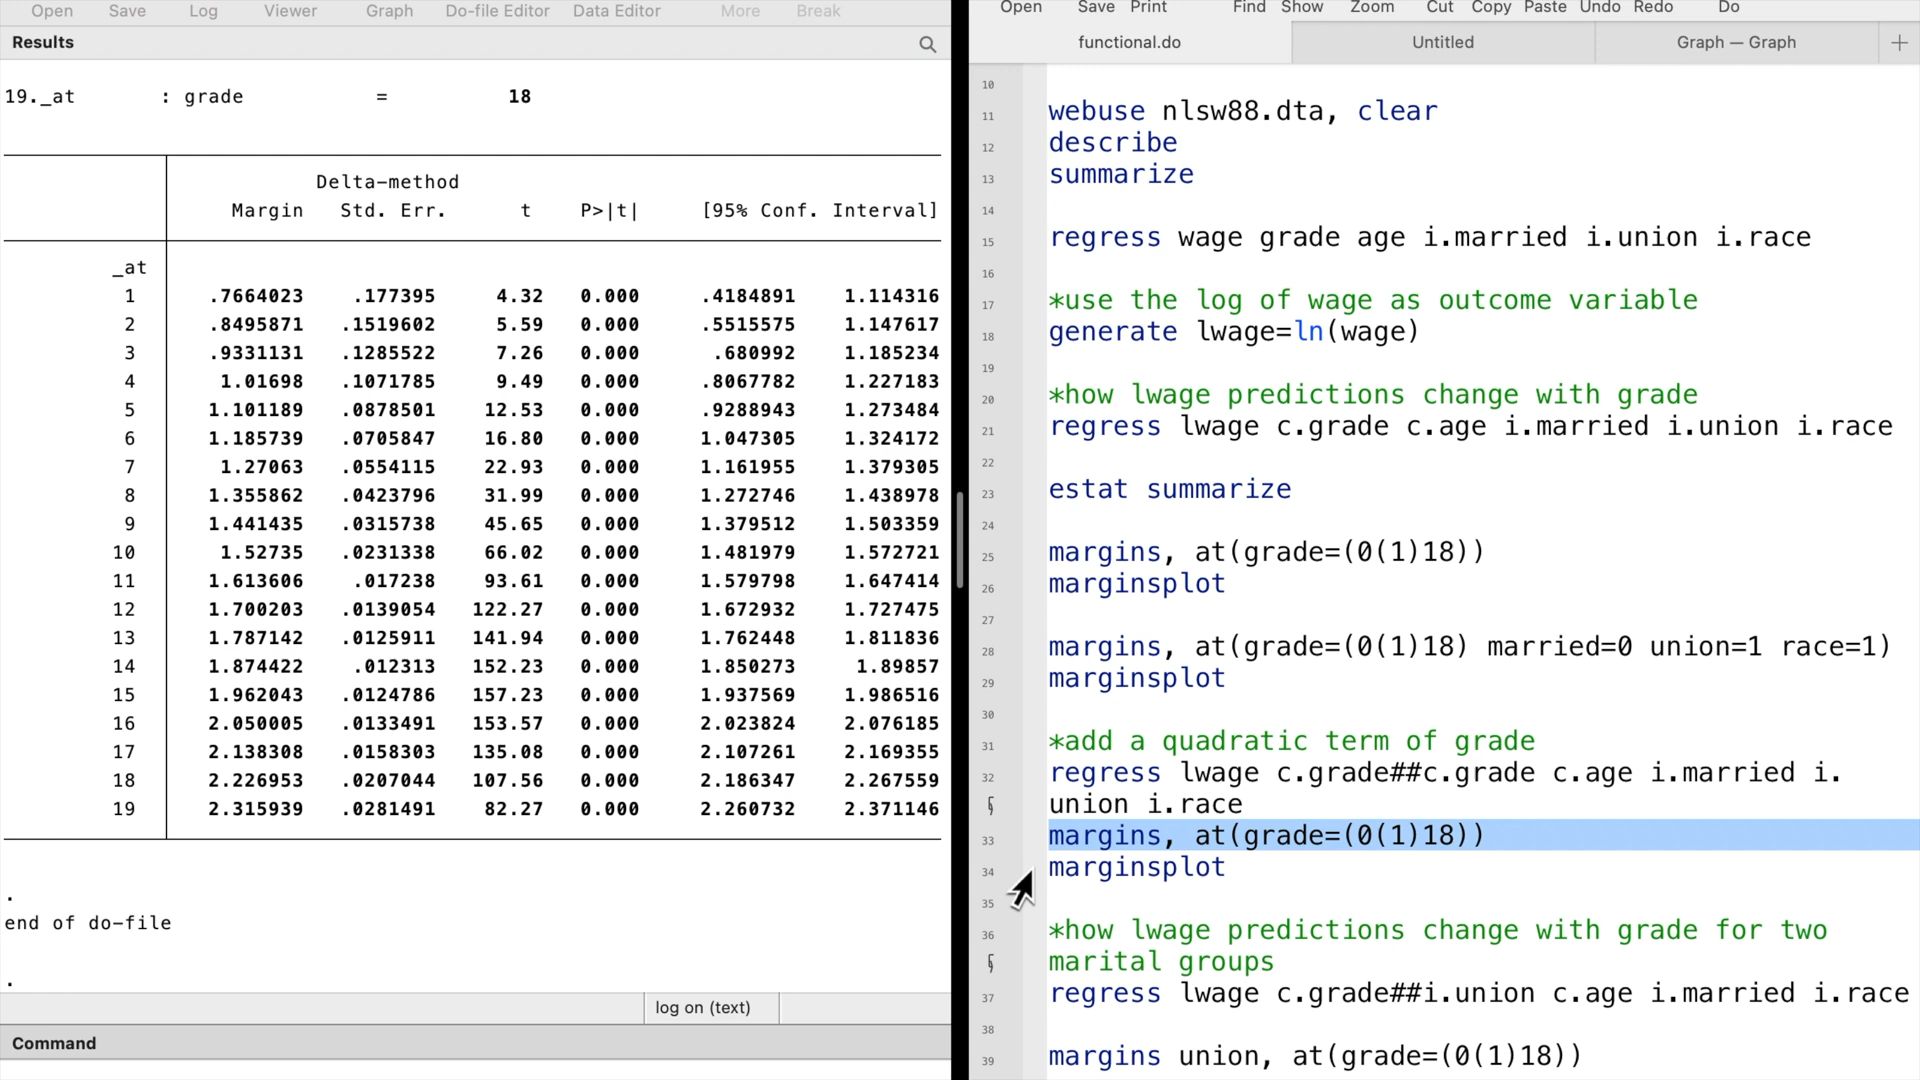 Open Save Log Viewer Graph Do-file Editor Data Editor More Break
Results
19._at : grade = 18
Delta-method
Margin Std. Err. t P>|t| [95% Conf. Interval]
_at
1 .7664023 .177395 4.32 0.000 .4184891 1.114316
2 .8495871 .1519602 5.59 0.000 .5515575 1.147617
3 .9331131 .1285522 7.26 0.000 .680992 1.185234
4 1.01698 .1071785 9.49 0.000 .8067782 1.227183
5 1.101189 .0878501 12.53 0.000 .9288943 1.273484
6 1.185739 .0705847 16.80 0.000 1.047305 1.324172
7 1.27063 .0554115 22.93 0.000 1.161955 1.379305
8 1.355862 .0423796 31.99 0.000 1.272746 1.438978
9 1.441435 .0315738 45.65 0.000 1.379512 1.503359
10 1.52735 .0231338 66.02 0.000 1.481979 1.572721
11 1.613606 .017238 93.61 0.000 1.579798 1.647414
12 1.700203 .0139054 122.27 0.000 1.672932 1.727475
13 1.787142 .0125911 141.94 0.000 1.762448 1.811836
14 1.874422 .012313 152.23 0.000 1.850273 1.89857
15 1.962043 .0124786 157.23 0.000 1.937569 1.986516
16 2.050005 .0133491 153.57 0.000 2.023824 2.076185
17 2.138308 .0158303 135.08 0.000 2.107261 2.169355
18 2.226953 .0207044 107.56 0.000 2.186347 2.267559
19 2.315939 .0281491 82.27 0.000 2.260732 2.371146
.
end of do-file
.
log on (text)
Command
Open Save Print Find Show Zoom Cut Copy Paste Undo Redo Do
functional.do Untitled Graph — Graph
10
11 webuse nlsw88.dta, clear
12 describe
13 summarize
14
15 regress wage grade age i.married i.union i.race
16
17 *use the log of wage as outcome variable
18 generate lwage=ln(wage)
19
20 *how lwage predictions change with grade
21 regress lwage c.grade c.age i.married i.union i.race
22
23 estat summarize
24
25 margins, at(grade=(0(1)18))
26 marginsplot
27
28 margins, at(grade=(0(1)18) married=0 union=1 race=1)
29 marginsplot
30
31 *add a quadratic term of grade
32 regress lwage c.grade##c.grade c.age i.married i.
union i.race
33 margins, at(grade=(0(1)18))
34 marginsplot
35
36 *how lwage predictions change with grade for two
marital groups
37 regress lwage c.grade##i.union c.age i.married i.race
38
39 margins union, at(grade=(0(1)18))